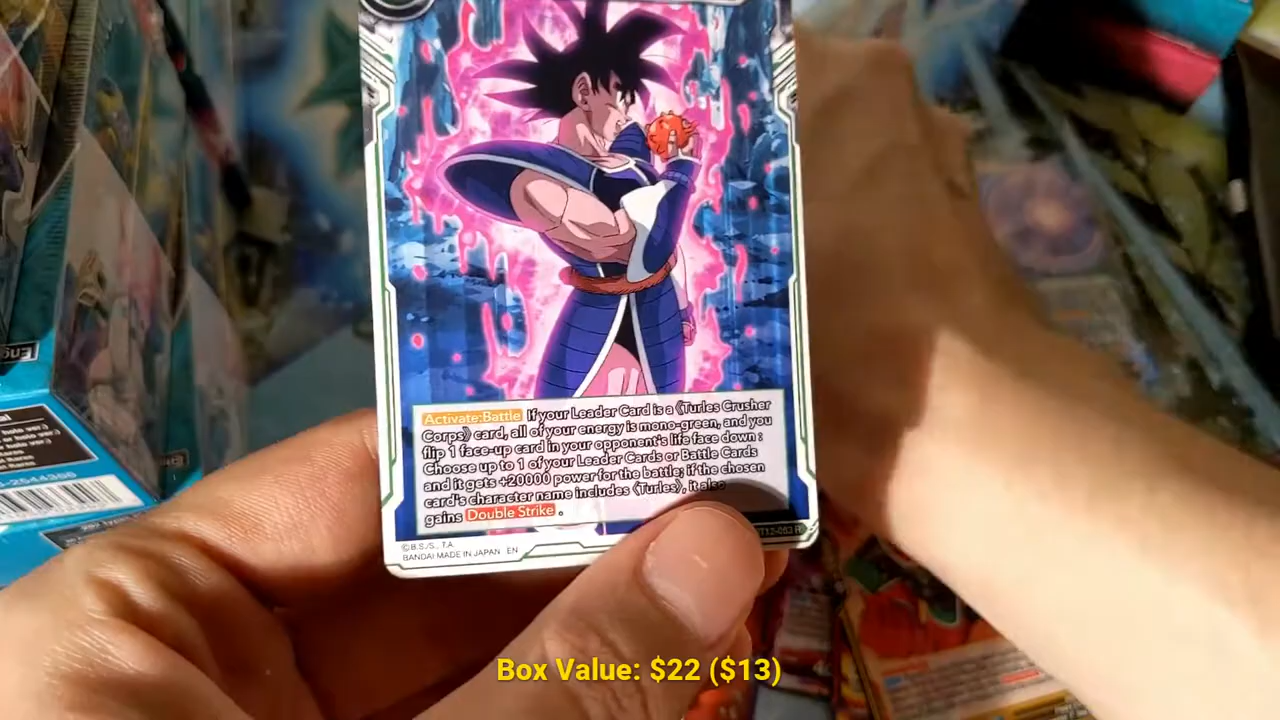 Activate:Battle If your Leader Card is a 《Turles Crusher
Corps》 card, all of your energy is mono-green, and you
flip 1 face-up card in your opponent's life face down :
Choose up to 1 of your Leader Cards or Battle Cards
and it gets +20000 power for the battle; if the chosen
card's character name includes 《Turles》, it also
gains Double Strike .
©B.S./S., T.A.
BANDAI MADE IN JAPAN EN
Box Value: $22 ($13)